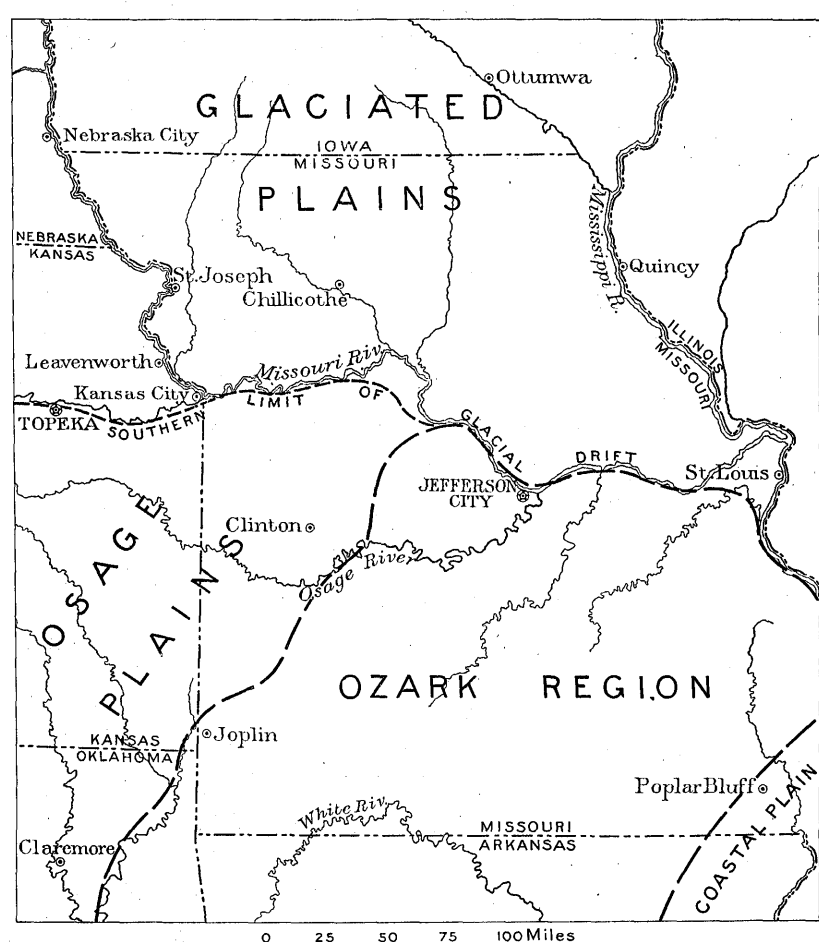 Ottumwa
GLACIATED
Nebraska City
IOWA
MISSOURI
PLAINS
Mississippi R.
NEBRASKA
KANSAS
Quincy
St. Joseph
Chillicothe
ILLINOIS
MISSOURI
Leavenworth
Missouri Riv.
Kansas City
TOPEKA
SOUTHERN LIMIT OF GLACIAL DRIFT
St. Louis
JEFFERSON
CITY
Clinton
OSAGE
PLAINS
Osage River
OZARK REGION
Joplin
KANSAS
OKLAHOMA
Poplar Bluff
White Riv.
MISSOURI
ARKANSAS
COASTAL PLAIN
Claremore
0 25 50 75 100 Miles